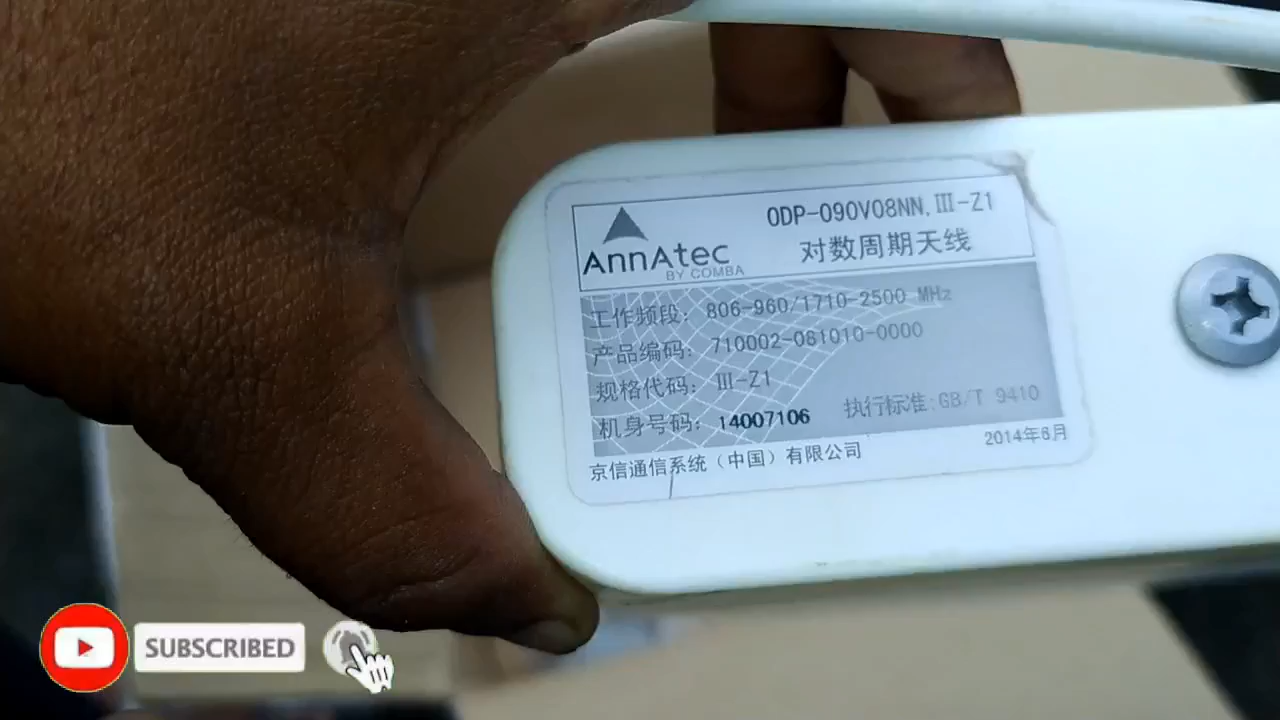 ODP-090V08NN.Ⅲ-Z1
AnnAtec
BY COMBA
对数周期天线
工作频段: 806-960/1710-2500 MHz
产品编码: 710002-081010-0000
规格代码: Ⅲ-Z1
机身号码: 14007106 执行标准:GB/T 9410
京信通信系统(中国)有限公司
2014年6月
SUBSCRIBED